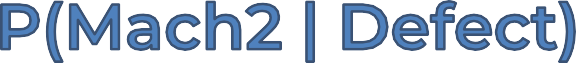 P(Mach2 | Defect)